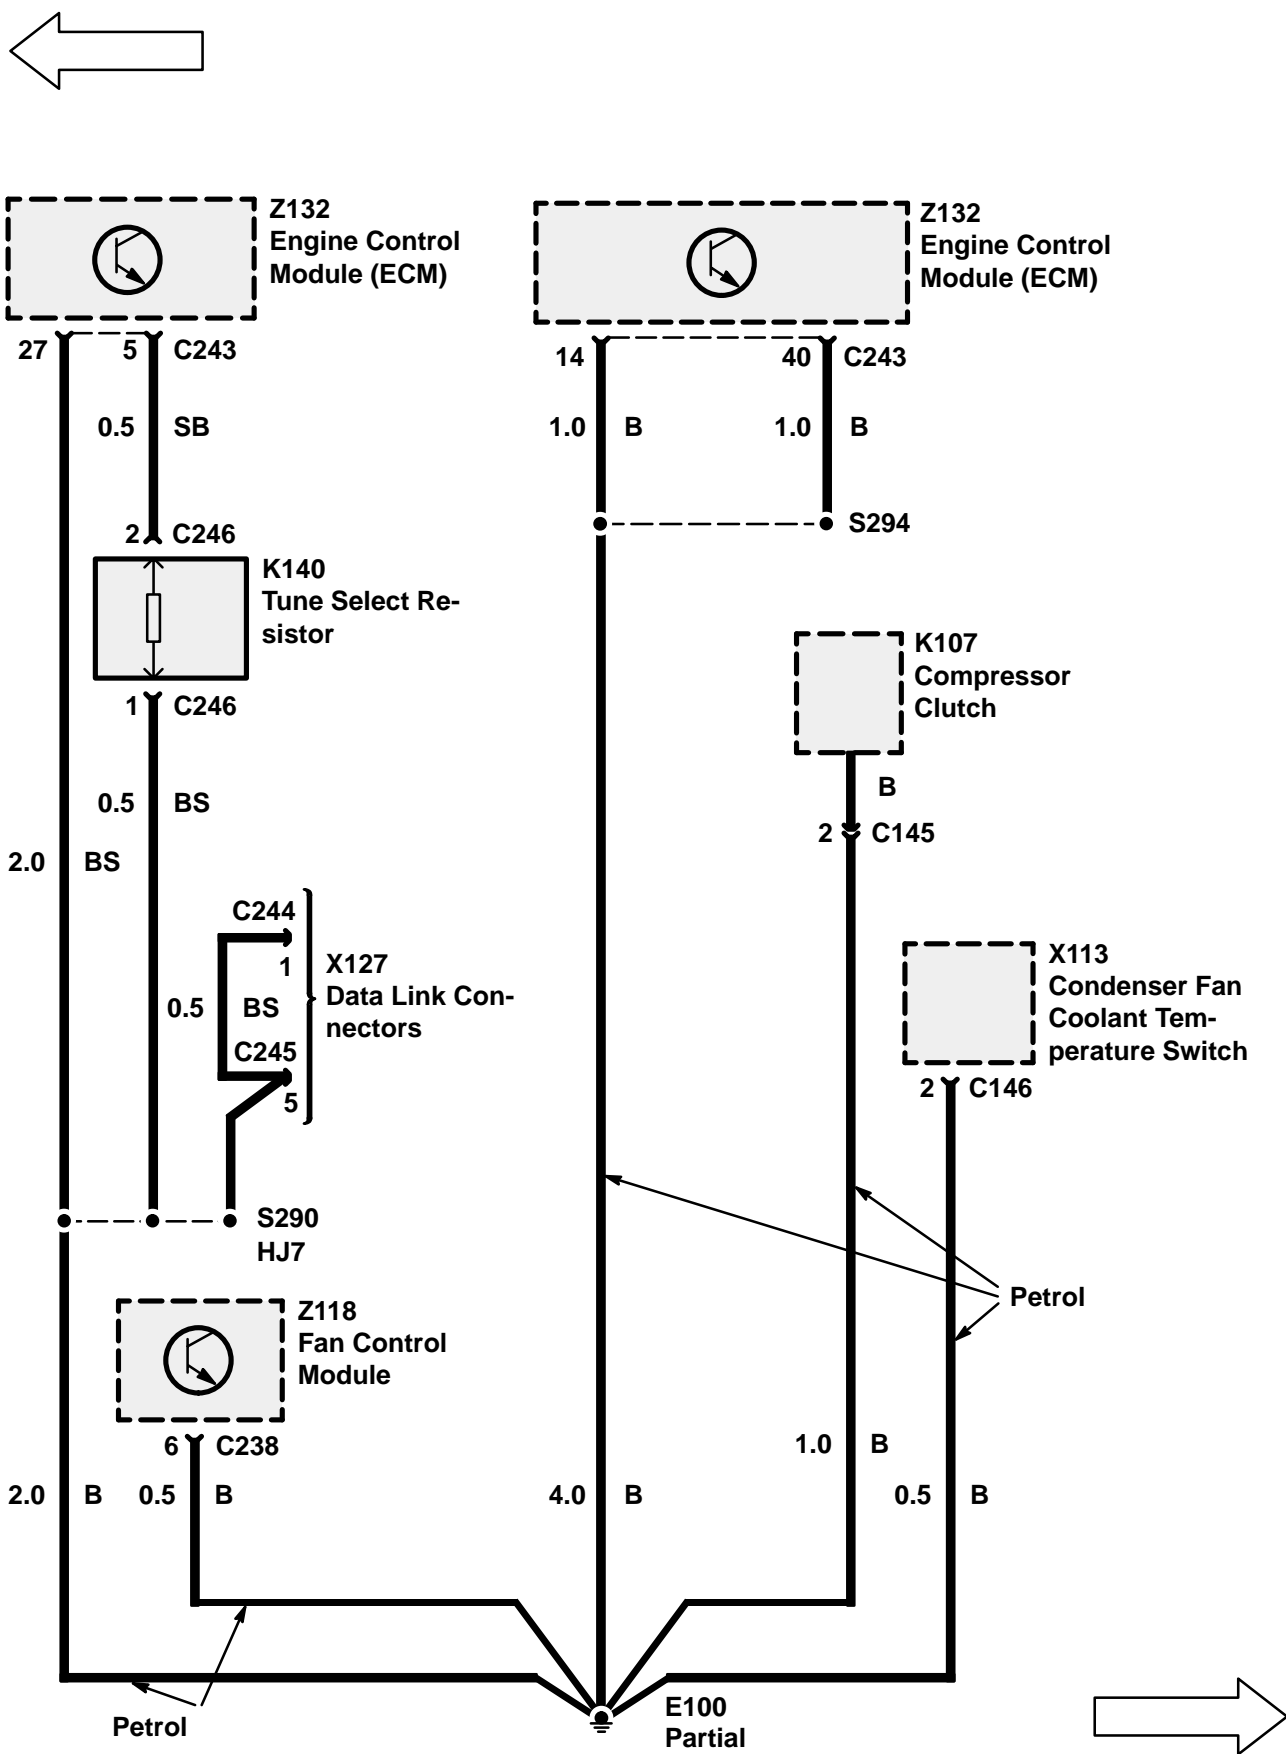 Z132
Engine Control
Module (ECM)
Z132
Engine Control
Module (ECM)
27
5
C243
14
40
C243
0.5
SB
1.0
B
1.0
B
2
C246
S294
K140
Tune Select Re-
sistor
K107
Compressor
Clutch
1
C246
B
0.5
BS
2
C145
2.0
BS
C244
1
X127
Data Link Con-
nectors
0.5
BS
C245
5
X113
Condenser Fan
Coolant Tem-
perature Switch
2
C146
S290
HJ7
Petrol
Z118
Fan Control
Module
6
C238
1.0
B
2.0
B
0.5
B
4.0
B
0.5
B
Petrol
E100
Partial